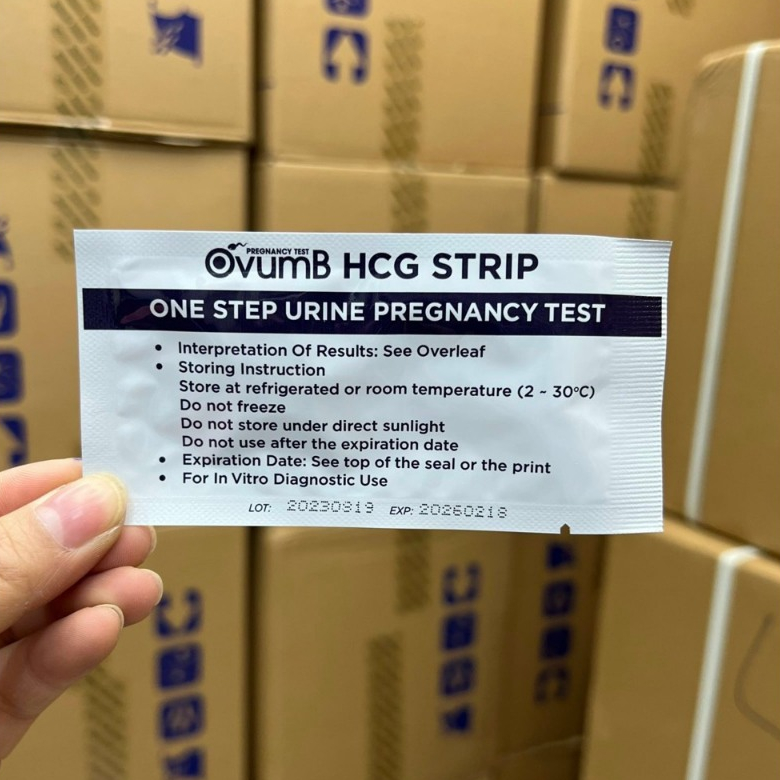 PREGNANCY TEST
OvumB HCG STRIP
ONE STEP URINE PREGNANCY TEST
• Interpretation Of Results: See Overleaf
• Storing Instruction
Store at refrigerated or room temperature (2 ~ 30°C)
Do not freeze
Do not store under direct sunlight
Do not use after the expiration date
• Expiration Date: See top of the seal or the print
• For In Vitro Diagnostic Use
LOT: 20230819 EXP: 20260218